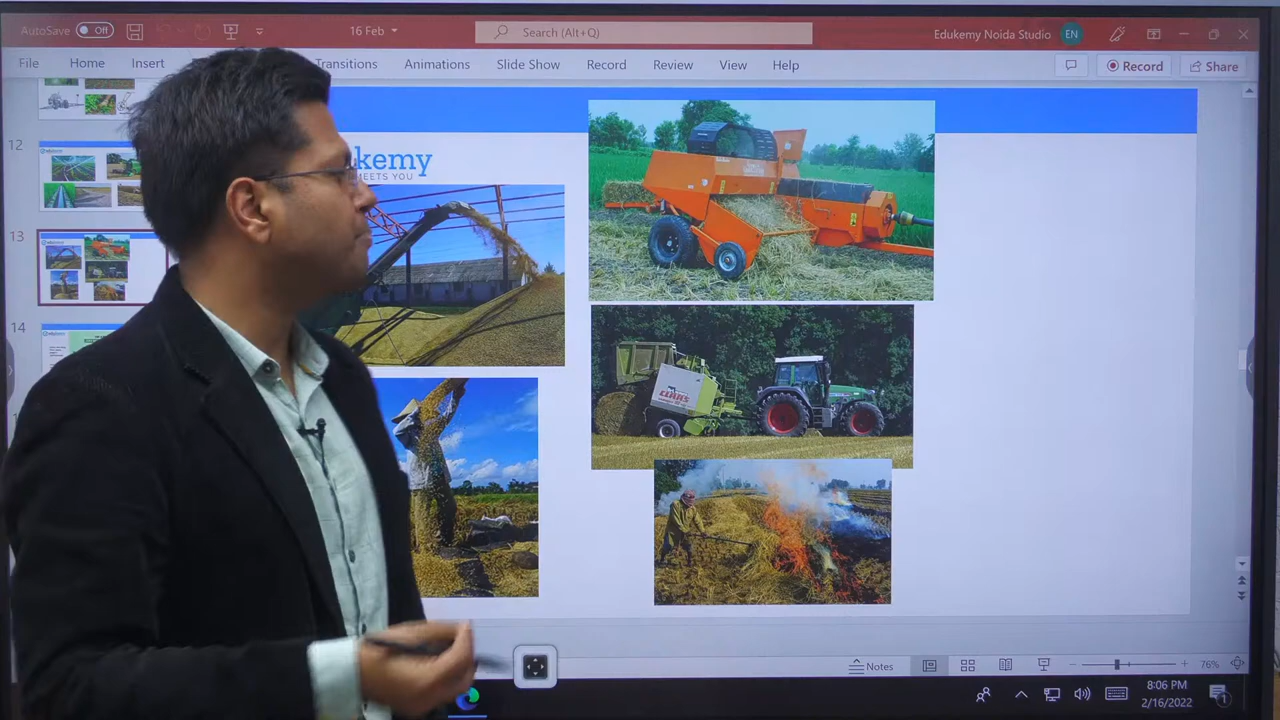 AutoSave Off
16 Feb
Search (Alt+Q)
Edukemy Noida Studio EN
File Home Insert Transitions Animations Slide Show Record Review View Help
Record Share
12
13
14
kemy
EETS YOU
CLAAS
Notes
76%
8:06 PM
2/16/2022
1